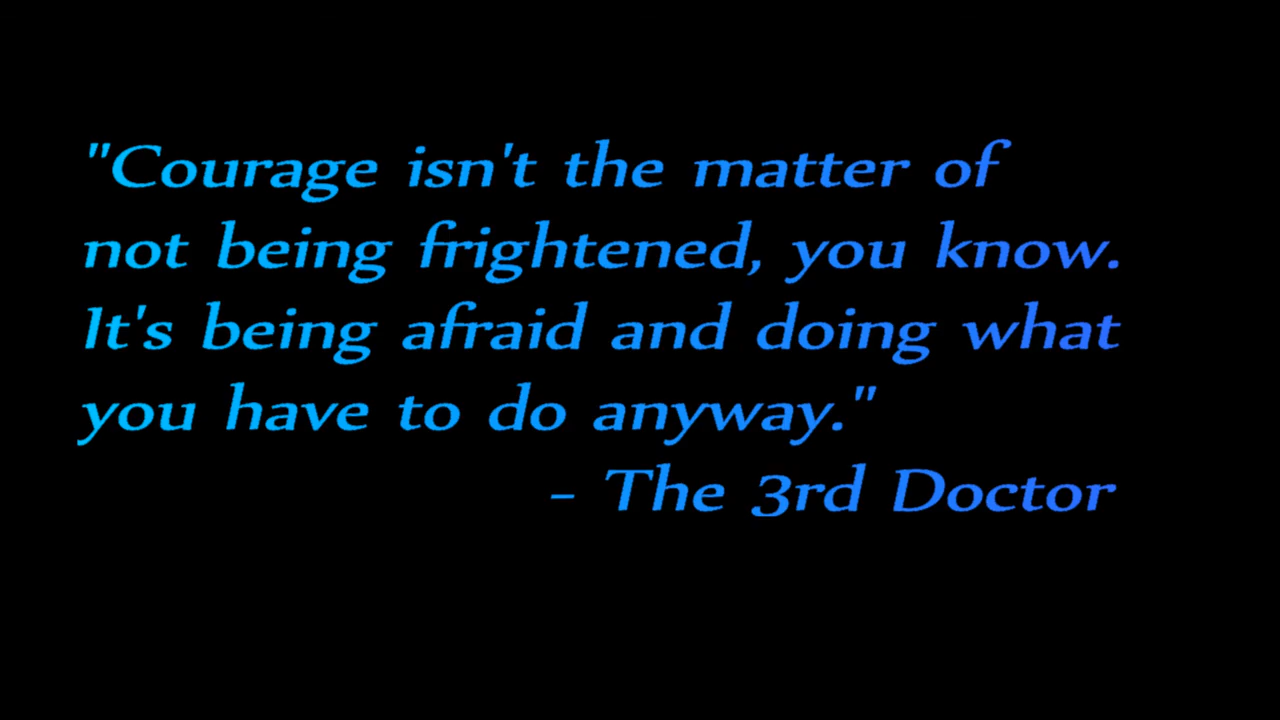 "Courage isn't the matter of
not being frightened, you know.
It's being afraid and doing what
you have to do anyway."
- The 3rd Doctor